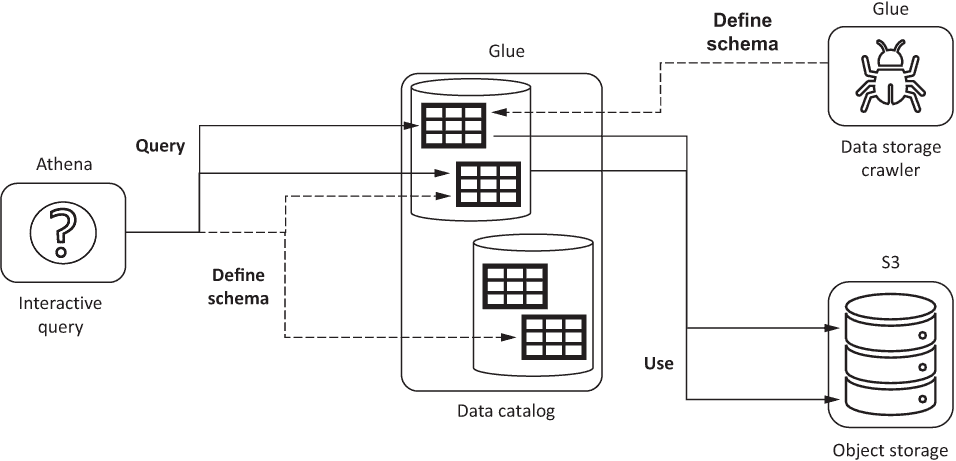 Define
schema
Glue
Data storage
crawler
Glue
Query
Athena
Interactive
query
Define
schema
Data catalog
Use
S3
Object storage